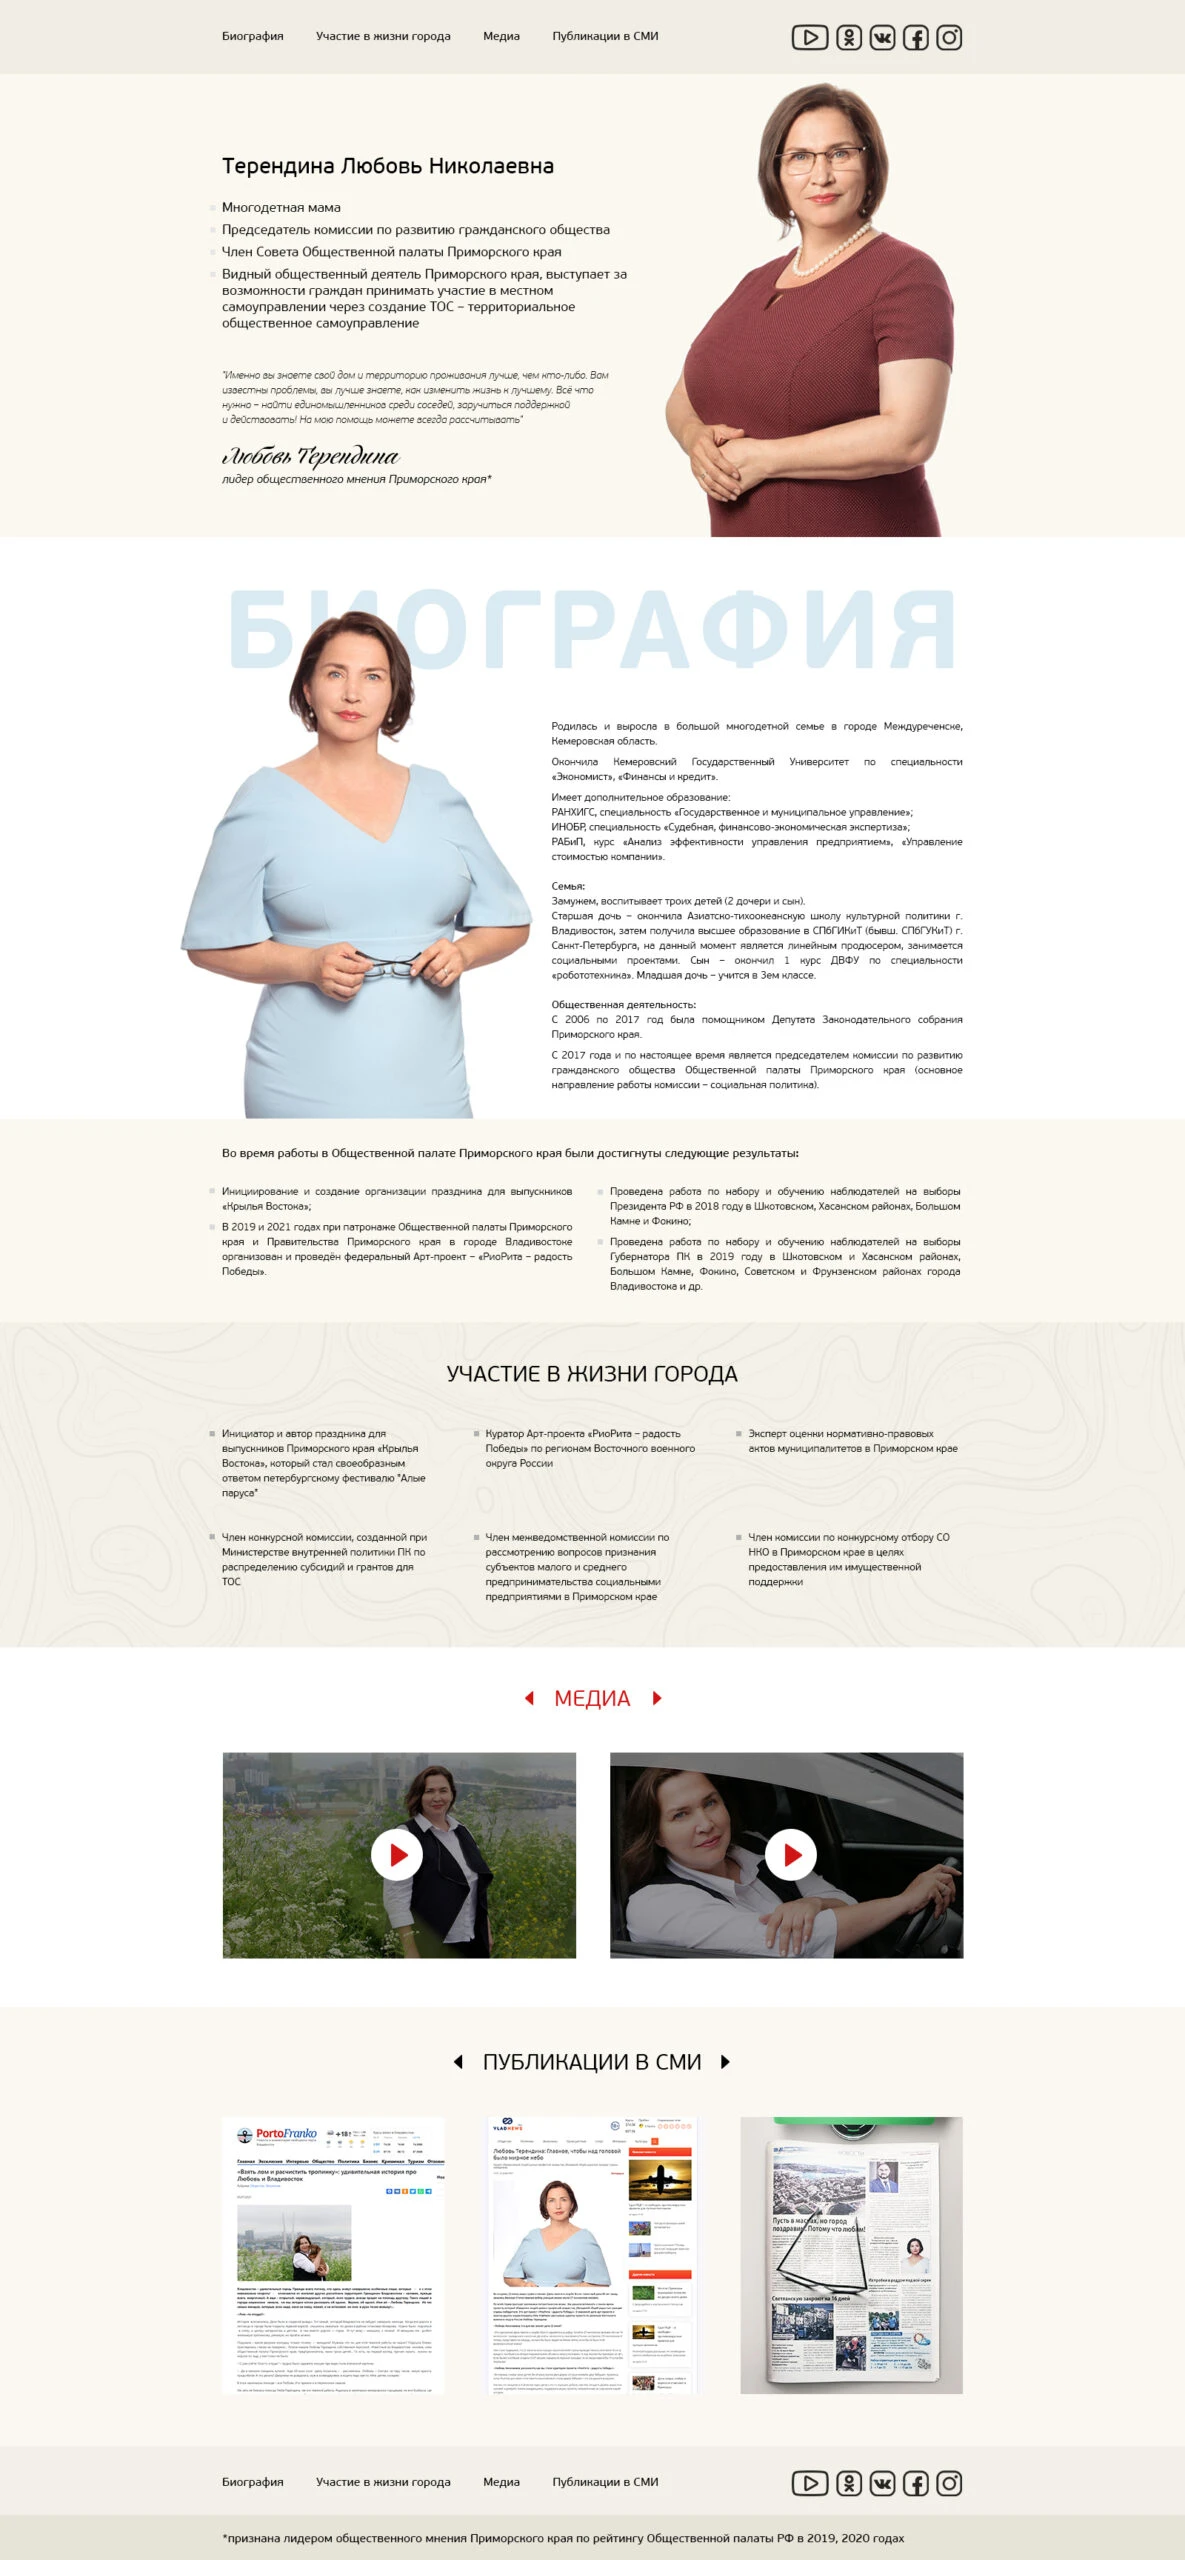 Биография Участие в жизни города Медиа Публикации в СМИ
Терендина Любовь Николаевна
Многодетная мама
Председатель комиссии по развитию гражданского общества
Член Совета Общественной палаты Приморского края
Видный общественный деятель Приморского края, выступает за
возможности граждан принимать участие в местном
самоуправлении через создание ТОС – территориальное
общественное самоуправление
"Именно вы знаете свой дом и территорию проживания лучше, чем кто-либо. Вам
известны проблемы, вы лучше знаете, как изменить жизнь к лучшему. Всё что
нужно – найти единомышленников среди соседей, заручиться поддержкой
и действовать! На мою помощь можете всегда рассчитывать"
Любовь Терендина
лидер общественного мнения Приморского края*
БИОГРАФИЯ
Родилась и выросла в большой многодетной семье в городе Междуреченске,
Кемеровская область.
Окончила Кемеровский Государственный Университет по специальности
«Экономист», «Финансы и кредит».
Имеет дополнительное образование:
РАНХИГС, специальность «Государственное и муниципальное управление»;
ИНОБР, специальность «Судебная, финансово-экономическая экспертиза»;
РАБиП, курс «Анализ эффективности управления предприятием», «Управление
стоимостью компании».
Семья:
Замужем, воспитывает троих детей (2 дочери и сын).
Старшая дочь – окончила Азиатско-тихоокеанскую школу культурной политики г.
Владивосток, затем получила высшее образование в СПбГИКиТ (бывш. СПбГУКиТ) г.
Санкт-Петербурга, на данный момент является линейным продюсером, занимается
социальными проектами. Сын – окончил 1 курс ДВФУ по специальности
«робототехника». Младшая дочь – учится в 3ем классе.
Общественная деятельность:
С 2006 по 2017 год была помощником Депутата Законодательного собрания
Приморского края.
С 2017 года и по настоящее время является председателем комиссии по развитию
гражданского общества Общественной палаты Приморского края (основное
направление работы комиссии – социальная политика).
Во время работы в Общественной палате Приморского края были достигнуты следующие результаты:
Инициирование и создание организации праздника для выпускников
«Крылья Востока»;
В 2019 и 2021 годах при патронаже Общественной палаты Приморского
края и Правительства Приморского края в городе Владивостоке
организован и проведён федеральный Арт-проект – «РиоРита – радость
Победы».
Проведена работа по набору и обучению наблюдателей на выборы
Президента РФ в 2018 году в Шкотовском, Хасанском районах, Большом
Камне и Фокино;
Проведена работа по набору и обучению наблюдателей на выборы
Губернатора ПК в 2019 году в Шкотовском и Хасанском районах,
Большом Камне, Фокино, Советском и Фрунзенском районах города
Владивостока и др.
УЧАСТИЕ В ЖИЗНИ ГОРОДА
Инициатор и автор праздника для
выпускников Приморского края «Крылья
Востока», который стал своеобразным
ответом петербургскому фестивалю "Алые
паруса"
Куратор Арт-проекта «РиоРита – радость
Победы» по регионам Восточного военного
округа России
Эксперт оценки нормативно-правовых
актов муниципалитетов в Приморском крае
Член конкурсной комиссии, созданной при
Министерстве внутренней политики ПК по
распределению субсидий и грантов для
ТОС
Член межведомственной комиссии по
рассмотрению вопросов признания
субъектов малого и среднего
предпринимательства социальными
предприятиями в Приморском крае
Член комиссии по конкурсному отбору СО
НКО в Приморском крае в целях
предоставления им имущественной
поддержки
МЕДИА
ПУБЛИКАЦИИ В СМИ
PortoFranko
Главная Эксклюзив Интервью Общество Политика Бизнес Криминал Туризм
«Взять лом и расчистить тропинку»: удивительная история про
Любовь и Владивосток
VLADNEWS
Любовь Терендина: Главное, чтобы над головой
было мирное небо
НОВОСТИ
Пусть в масках, но город
поздравим. Потому что любим!
Светланскую закроют на 16 дней
Биография Участие в жизни города Медиа Публикации в СМИ
*признана лидером общественного мнения Приморского края по рейтингу Общественной палаты РФ в 2019, 2020 годах